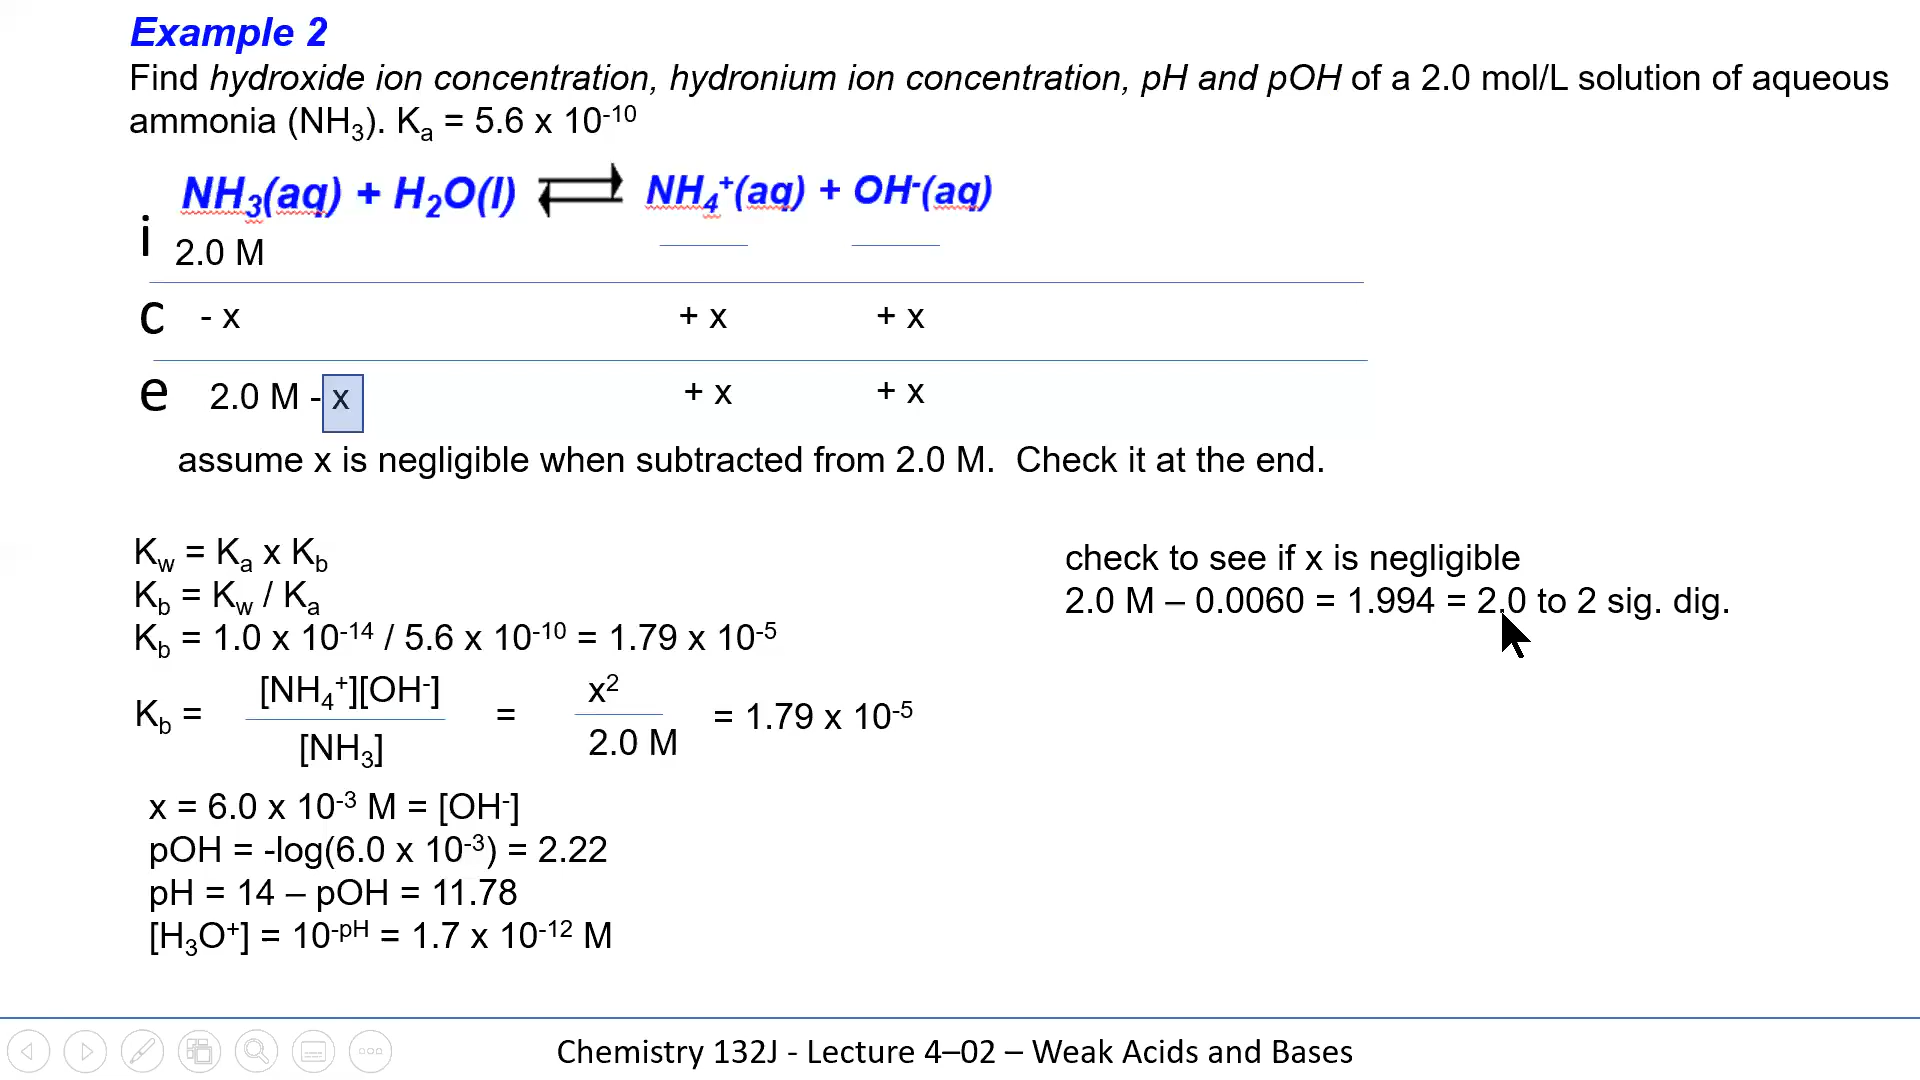 Example 2
Find hydroxide ion concentration, hydronium ion concentration, pH and pOH of a 2.0 mol/L solution of aqueous
ammonia (NH₃). Kₐ = 5.6 x 10⁻¹⁰
NH₃(aq) + H₂O(l) ⇌ NH₄⁺(aq) + OH⁻(aq)
i 2.0 M
c - x + x + x
e 2.0 M - x + x + x
assume x is negligible when subtracted from 2.0 M. Check it at the end.
K_w = Kₐ x K_b
K_b = K_w / Kₐ
K_b = 1.0 x 10⁻¹⁴ / 5.6 x 10⁻¹⁰ = 1.79 x 10⁻⁵
K_b = [NH₄⁺][OH⁻] / [NH₃] = x² / 2.0 M = 1.79 x 10⁻⁵
x = 6.0 x 10⁻³ M = [OH⁻]
pOH = -log(6.0 x 10⁻³) = 2.22
pH = 14 – pOH = 11.78
[H₃O⁺] = 10^-pH = 1.7 x 10⁻¹² M
check to see if x is negligible
2.0 M – 0.0060 = 1.994 = 2.0 to 2 sig. dig.
Chemistry 132J - Lecture 4–02 – Weak Acids and Bases